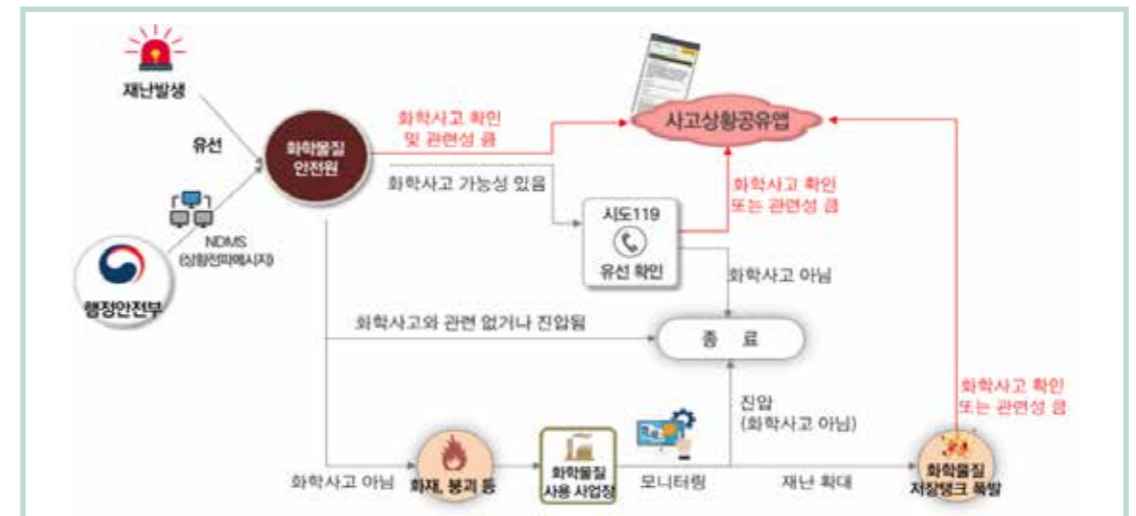 재난발생
유선
화학물질
안전원
화학사고 확인
및 관련성 큼
사고상황공유앱
화학사고 가능성 있음
화학사고 확인
또는 관련성 큼
시도119
유선 확인
NDMS
(상황전파메시지)
행정안전부
화학사고 아님
화학사고와 관련 없거나 진압됨
종 료
화학사고 확인
또는 관련성 큼
진압
(화학사고 아님)
화학사고 아님
화재, 붕괴 등
화학물질
사용 사업장
모니터링
재난 확대
화학물질
저장탱크 폭발